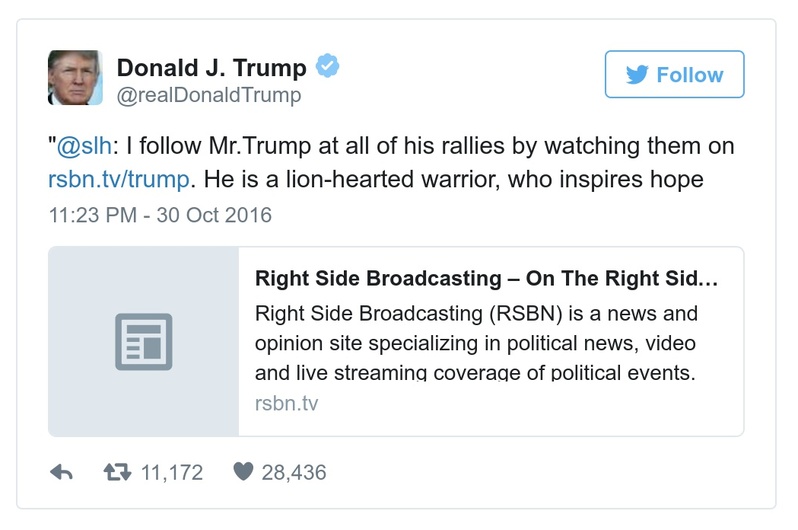 Donald J. Trump
@realDonaldTrump
Follow
"@slh: I follow Mr.Trump at all of his rallies by watching them on
rsbn.tv/trump. He is a lion-hearted warrior, who inspires hope
11:23 PM - 30 Oct 2016
Right Side Broadcasting – On The Right Sid...
Right Side Broadcasting (RSBN) is a news and
opinion site specializing in political news, video
and live streaming coverage of political events.
rsbn.tv
11,172 28,436